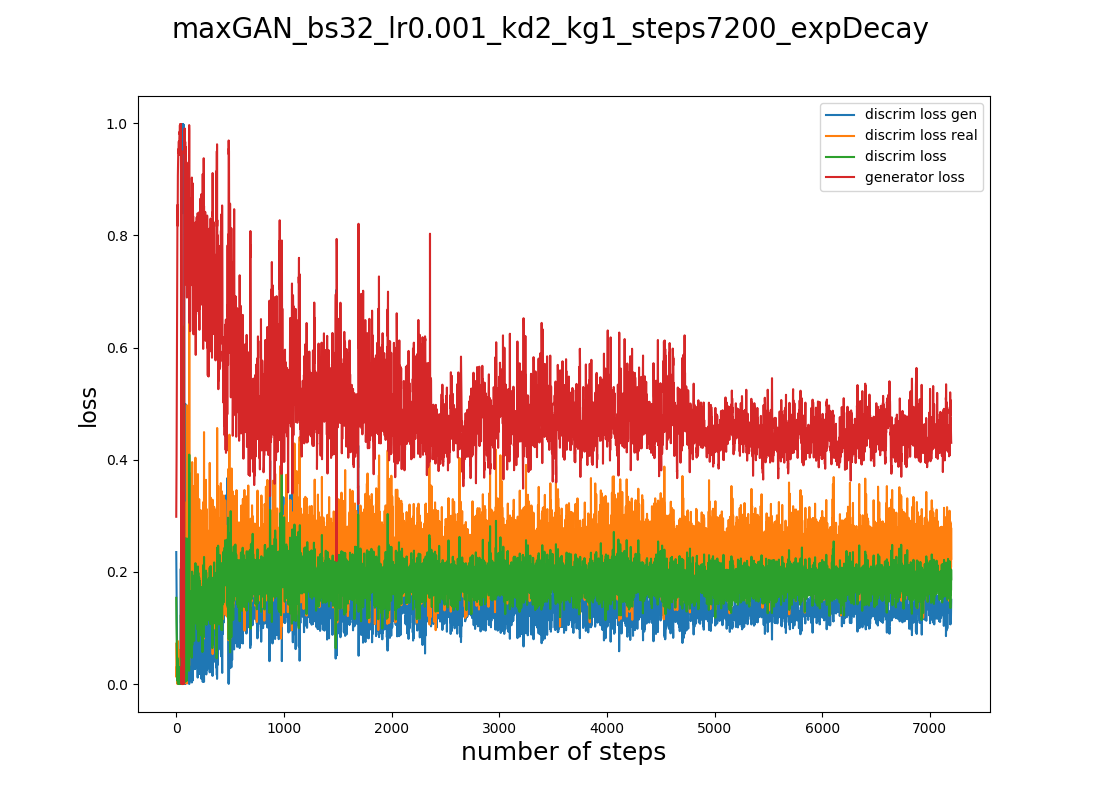 maxGAN_bs32_lr0.001_kd2_kg1_steps7200_expDecay
discrim loss gen
discrim loss real
discrim loss
generator loss
1.0
0.8
0.6
0.4
0.2
0.0
loss
0 1000 2000 3000 4000 5000 6000 7000
number of steps